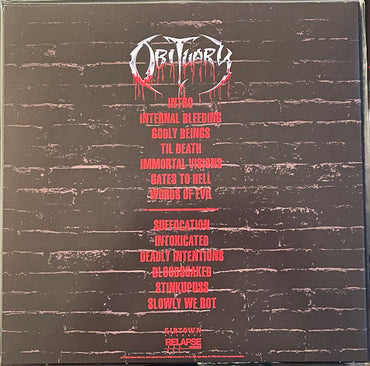 OBITUARY
INTRO
INTERNAL BLEEDING
GODLY BEINGS
TIL DEATH
IMMORTAL VISIONS
GATES TO HELL
WORDS OF EVIL
SUFFOCATION
INTOXICATED
DEADLY INTENTIONS
BLOODSOAKED
STINKUPUSS
SLOWLY WE ROT
GIBTOWN
RELAPSE